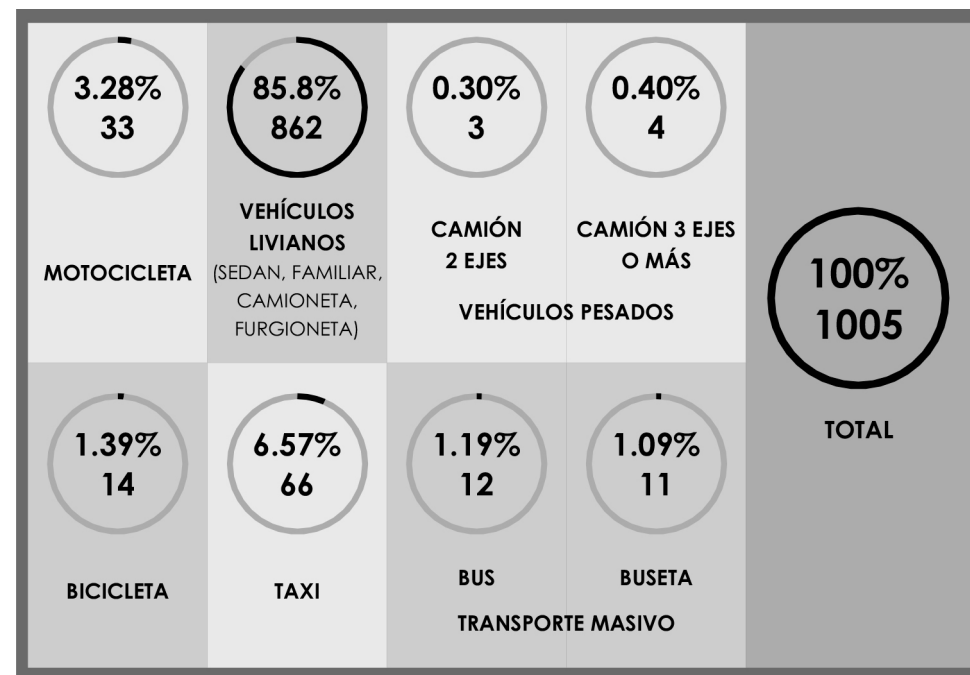 3.28%
33
MOTOCICLETA
85.8%
862
VEHÍCULOS
LIVIANOS
(SEDAN, FAMILIAR,
CAMIONETA,
FURGIONETA)
0.30%
3
CAMIÓN
2 EJES
0.40%
4
CAMIÓN 3 EJES
O MÁS
VEHÍCULOS PESADOS
1.39%
14
BICICLETA
6.57%
66
TAXI
1.19%
12
BUS
1.09%
11
BUSETA
TRANSPORTE MASIVO
100%
1005
TOTAL